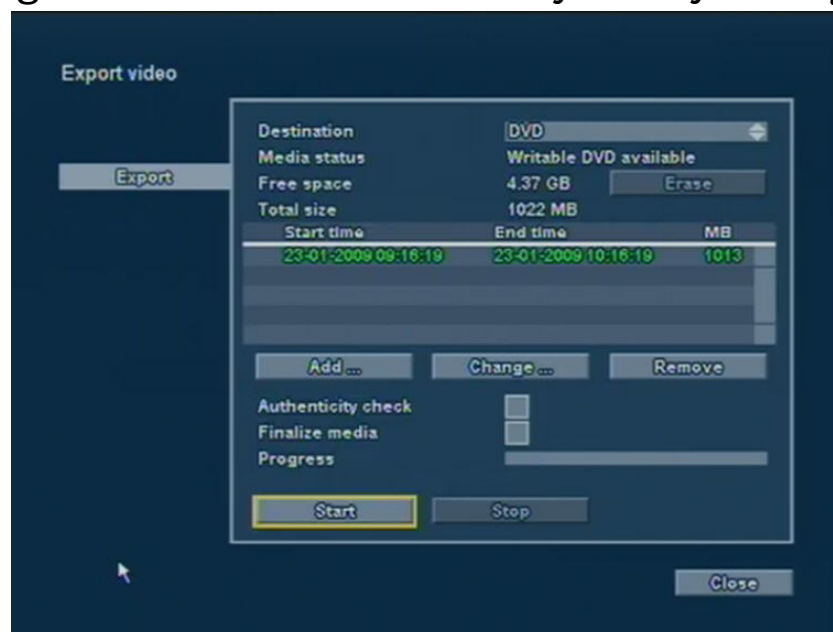 Export video
Destination DVD
Media status Writable DVD available
Export
Free space 4.37 GB Erase
Total size 1022 MB
Start time End time MB
23-01-2009 09:16:19 23-01-2009 10:16:19 1013
Add ... Change ... Remove
Authenticity check
Finalize media
Progress
Start Stop
Close